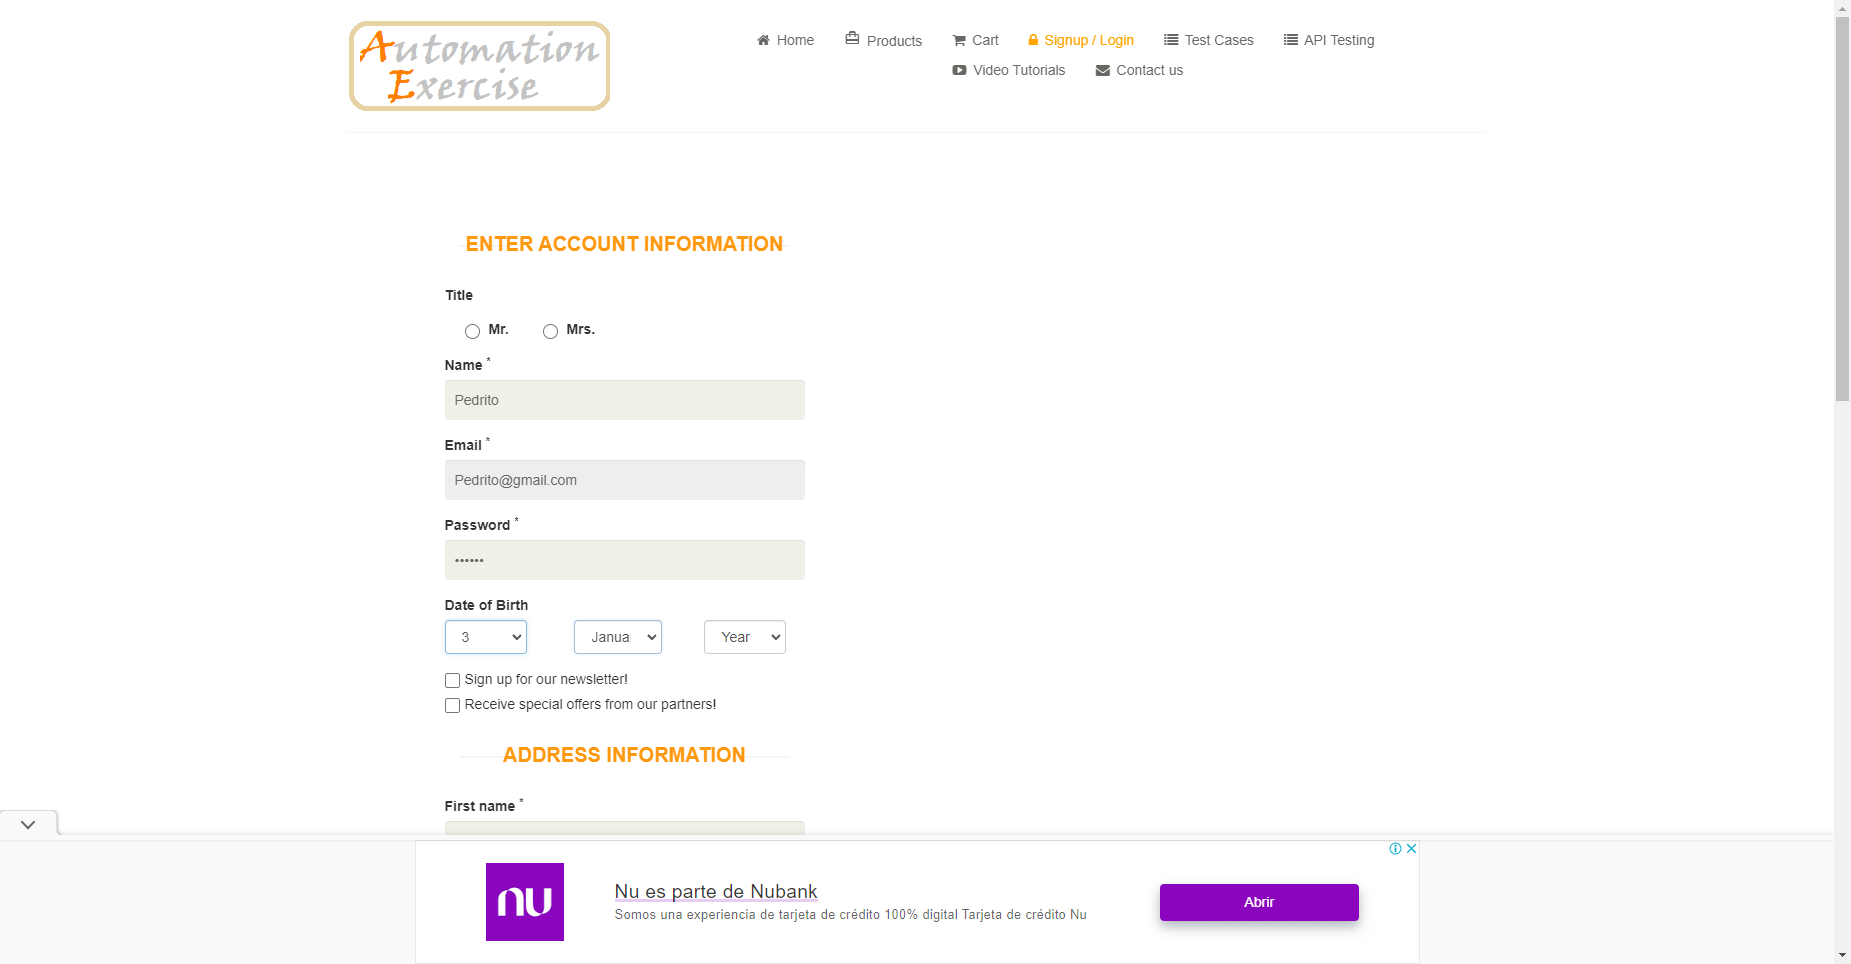 Automation
Exercise
Home Products Cart Signup / Login Test Cases API Testing
Video Tutorials Contact us
ENTER ACCOUNT INFORMATION
Title
Mr. Mrs.
Name *
Pedrito
Email *
Pedrito@gmail.com
Password *
••••••
Date of Birth
3 Janua Year
Sign up for our newsletter!
Receive special offers from our partners!
ADDRESS INFORMATION
First name *
nu
Nu es parte de Nubank
Somos una experiencia de tarjeta de crédito 100% digital Tarjeta de crédito Nu
Abrir